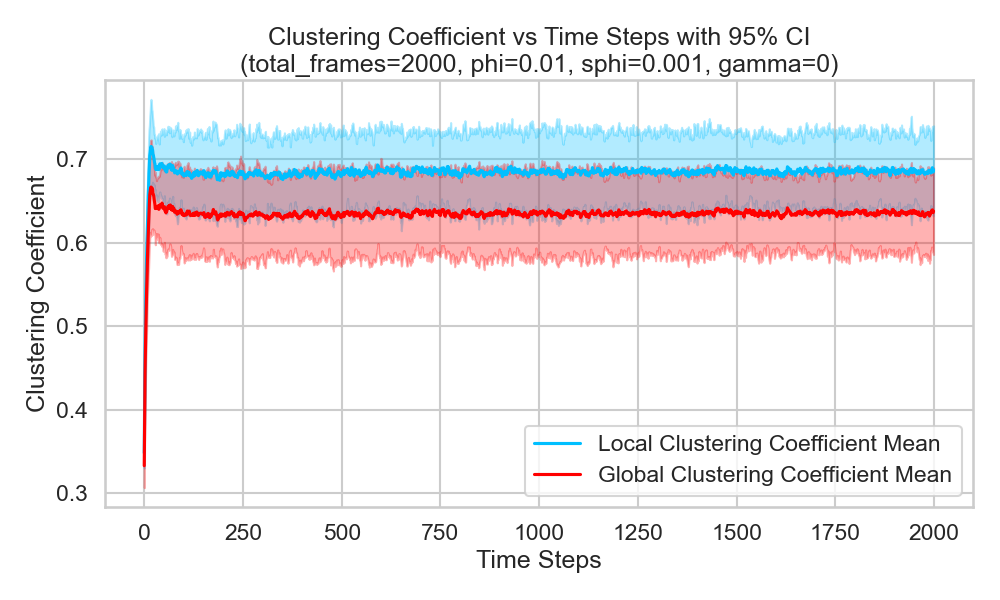 Clustering Coefficient vs Time Steps with 95% CI
(total_frames=2000, phi=0.01, sphi=0.001, gamma=0)
Clustering Coefficient
0.7
0.6
0.5
0.4
0.3
Local Clustering Coefficient Mean
Global Clustering Coefficient Mean
0 250 500 750 1000 1250 1500 1750 2000
Time Steps